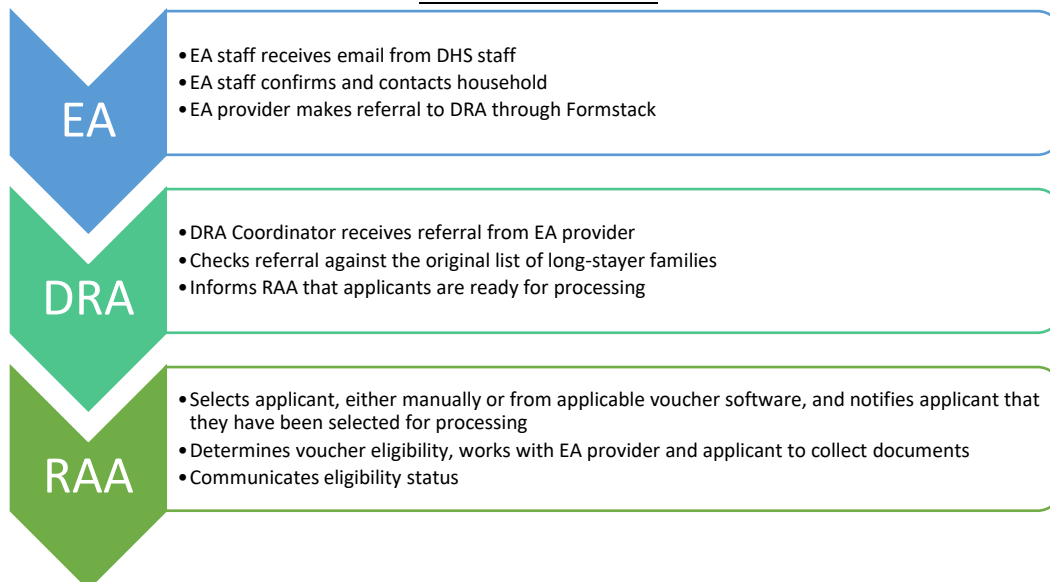 EA
•EA staff receives email from DHS staff
•EA staff confirms and contacts household
•EA provider makes referral to DRA through Formstack
DRA
•DRA Coordinator receives referral from EA provider
•Checks referral against the original list of long-stayer families
•Informs RAA that applicants are ready for processing
RAA
•Selects applicant, either manually or from applicable voucher software, and notifies applicant that
they have been selected for processing
•Determines voucher eligibility, works with EA provider and applicant to collect documents
•Communicates eligibility status